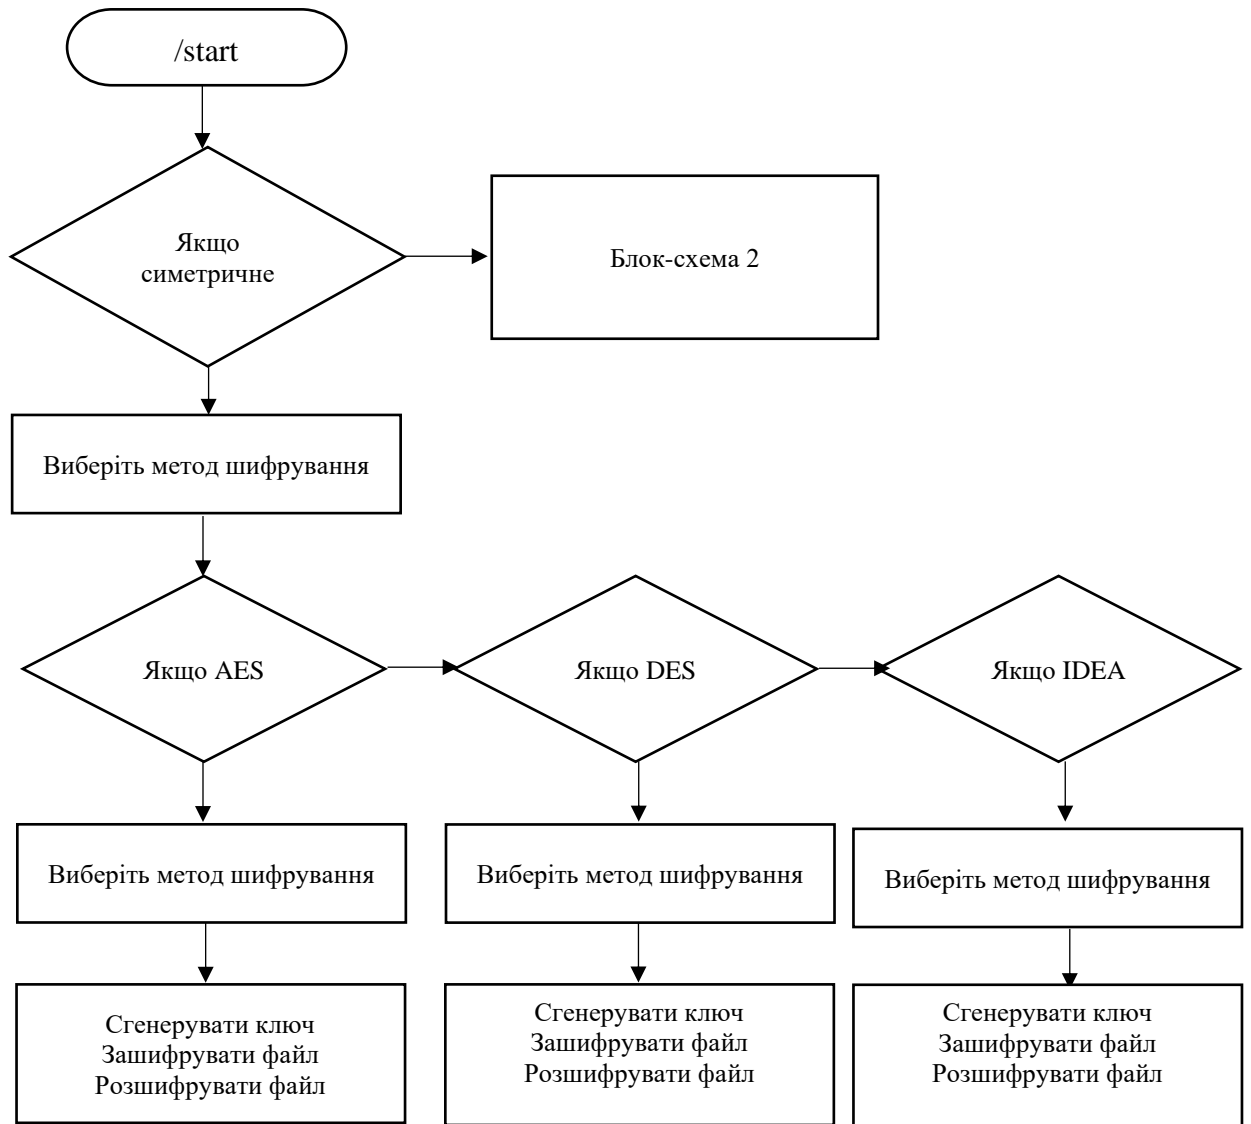 /start
Якщо
симетричне
Блок-схема 2
Виберіть метод шифрування
Якщо AES
Якщо DES
Якщо IDEA
Виберіть метод шифрування
Виберіть метод шифрування
Виберіть метод шифрування
Сгенерувати ключ
Зашифрувати файл
Розшифрувати файл
Сгенерувати ключ
Зашифрувати файл
Розшифрувати файл
Сгенерувати ключ
Зашифрувати файл
Розшифрувати файл